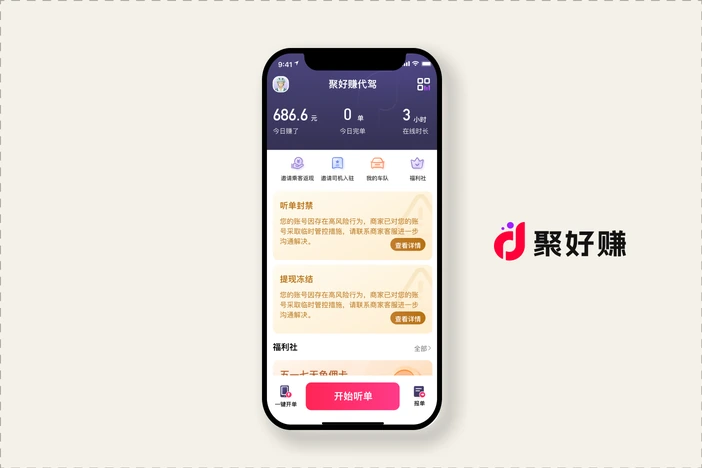 9:41
聚好赚代驾
686.6 元
0 单
3 小时
今日赚了
今日完单
在线时长
邀请乘客返现
邀请司机入驻
我的车队
福利社
听单封禁
您的账号因存在高风险行为，商家已对您的账
号采取临时管控措施，请联系商家客服进一步
沟通解决。
查看详情
提现冻结
您的账号因存在高风险行为，商家已对您的账
号采取临时管控措施，请联系商家客服进一步
沟通解决。
查看详情
福利社
全部
五一七天免佣卡
一键开单
开始听单
报单
聚好赚